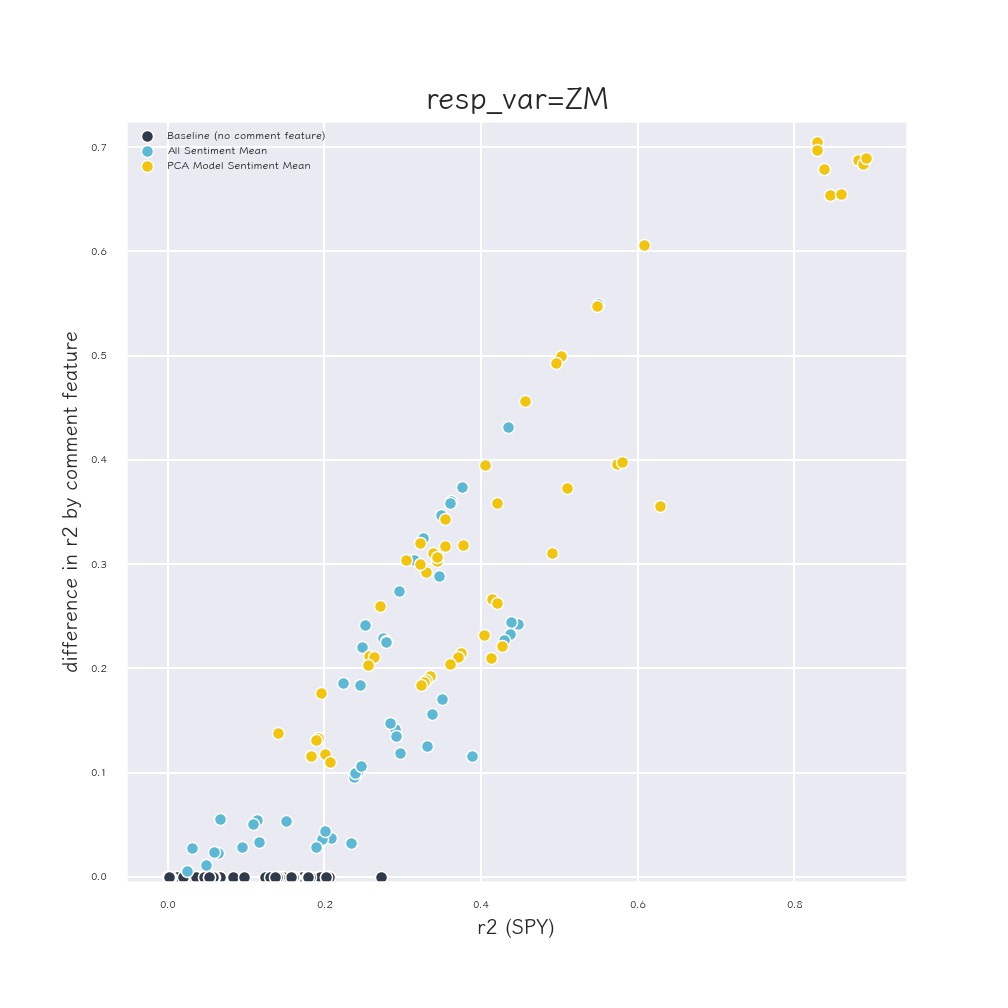 resp_var=ZM
Baseline (no comment feature)
All Sentiment Mean
PCA Model Sentiment Mean
difference in r2 by comment feature
0.7
0.6
0.5
0.4
0.3
0.2
0.1
0.0
0.0 0.2 0.4 0.6 0.8
r2 (SPY)